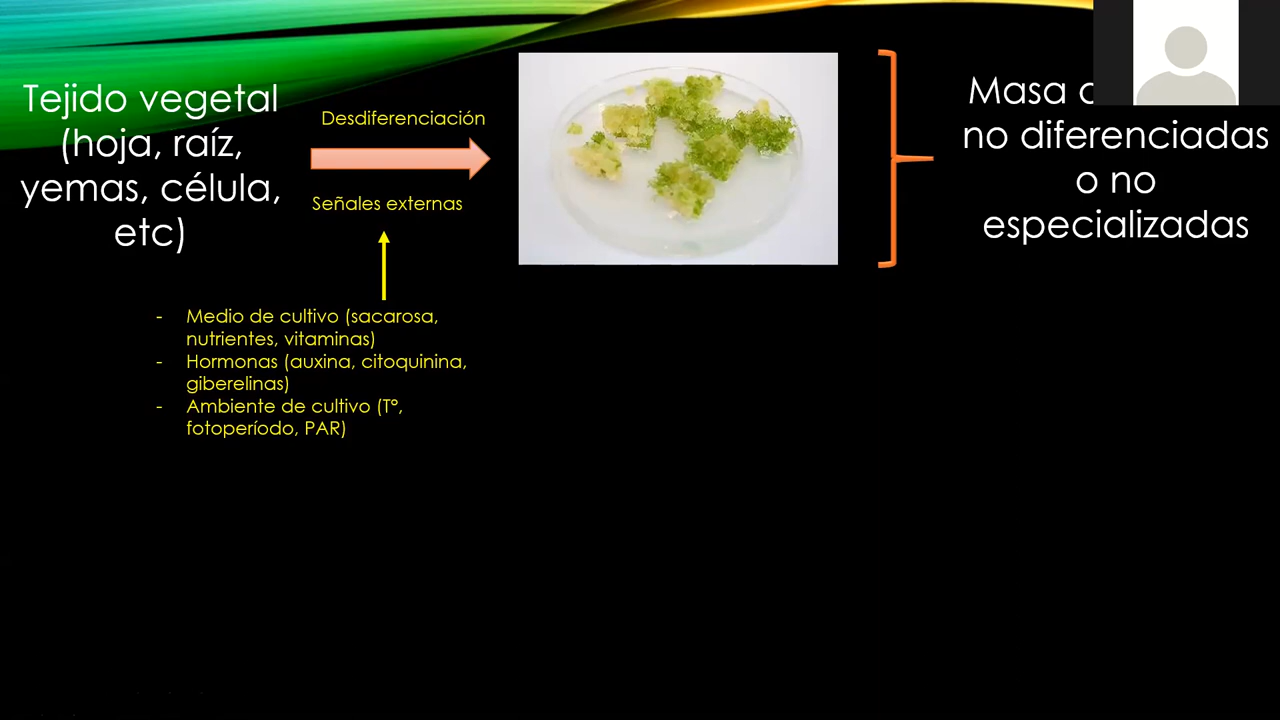 Tejido vegetal
(hoja, raíz,
yemas, célula,
etc)
Desdiferenciación
Señales externas
- Medio de cultivo (sacarosa,
nutrientes, vitaminas)
- Hormonas (auxina, citoquinina,
giberelinas)
- Ambiente de cultivo (T°,
fotoperíodo, PAR)
Masa
no diferenciadas
o no
especializadas